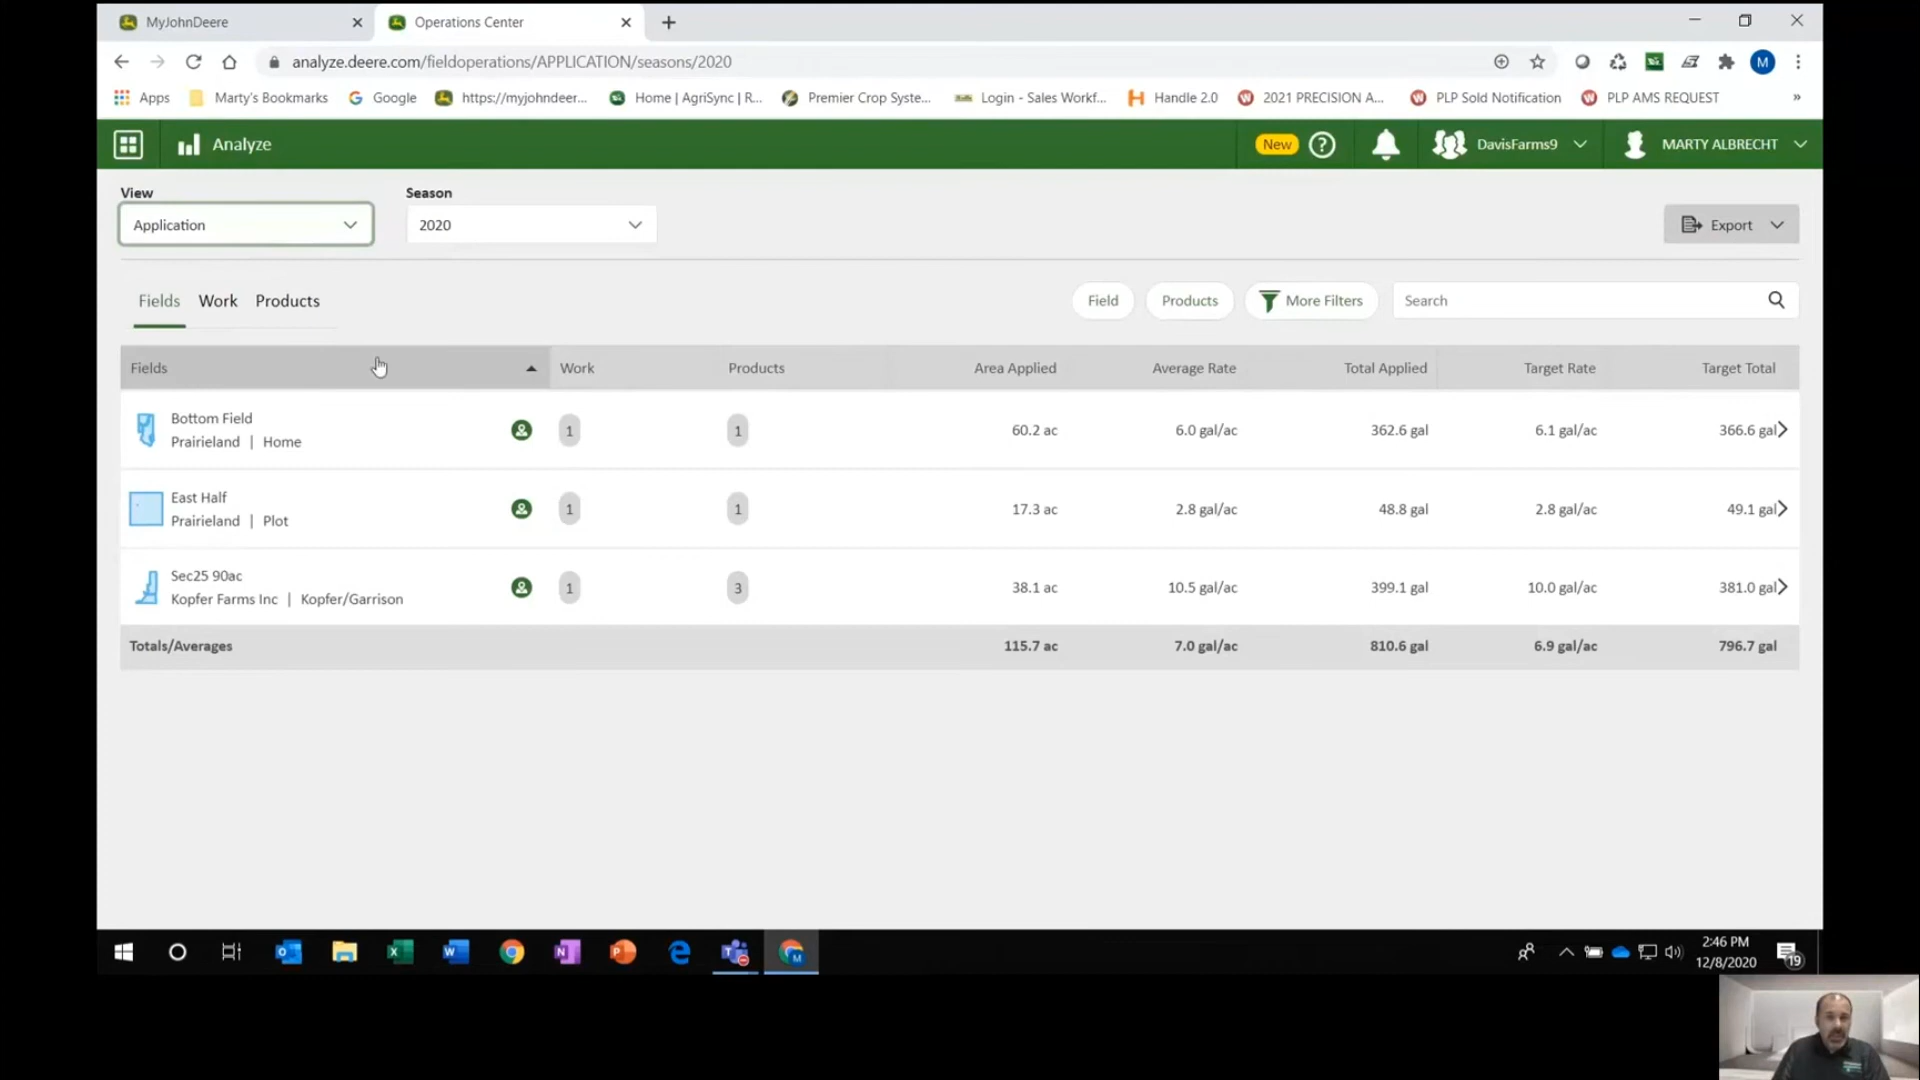 MyJohnDeere
Operations Center
analyze.deere.com/fieldoperations/APPLICATION/seasons/2020
M
Apps
Marty's Bookmarks
Google
https://myjohndeer...
Home | AgriSync | R...
Premier Crop Syste...
Login - Sales Workf...
Handle 2.0
2021 PRECISION A...
PLP Sold Notification
PLP AMS REQUEST
»
Analyze
New
?
DavisFarms9
MARTY ALBRECHT
View
Season
Application
2020
Export
Fields
Work
Products
Field
Products
More Filters
Search
Fields
Work
Products
Area Applied
Average Rate
Total Applied
Target Rate
Target Total
Bottom Field
Prairieland | Home
1
1
60.2 ac
6.0 gal/ac
362.6 gal
6.1 gal/ac
366.6 gal
East Half
Prairieland | Plot
1
1
17.3 ac
2.8 gal/ac
48.8 gal
2.8 gal/ac
49.1 gal
Sec25 90ac
Kopfer Farms Inc | Kopfer/Garrison
1
3
38.1 ac
10.5 gal/ac
399.1 gal
10.0 gal/ac
381.0 gal
Totals/Averages
115.7 ac
7.0 gal/ac
810.6 gal
6.9 gal/ac
796.7 gal
2:46 PM
12/8/2020
19